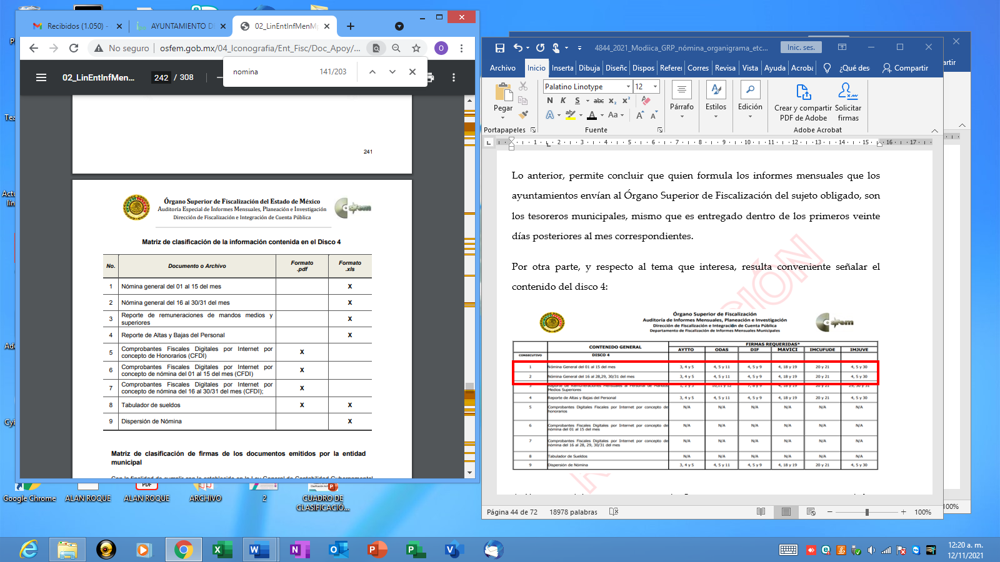 Recibidos (1.050) -
AYUNTAMIENTO D
02_LinEntInfMenM
No seguro
osfem.gob.mx/04_Iconografia/Ent_Fisc/Doc_Apoy/...
O
02_LinEntInfMen...
242 / 308
nomina
141/203
241
Órgano Superior de Fiscalización del Estado de México
Auditoría Especial de Informes Mensuales, Planeación e Investigación
Dirección de Fiscalización e Integración de Cuenta Pública
Matriz de clasificación de la información contenida en el Disco 4
No. Documento o Archivo Formato .pdf Formato .xls
1 Nómina general del 01 al 15 del mes X
2 Nómina general del 16 al 30/31 del mes X
3 Reporte de remuneraciones de mandos medios y
superiores X
4 Reporte de Altas y Bajas del Personal X
5 Comprobantes Fiscales Digitales por Internet por
concepto de Honorarios (CFDI) X
6 Comprobantes Fiscales Digitales por Internet por
concepto de nómina del 01 al 15 del mes (CFDI) X
7 Comprobantes Fiscales Digitales por Internet por
concepto de nómina del 16 al 30/31 del mes (CFDI); X
8 Tabulador de sueldos X X
9 Dispersión de Nómina X
Matriz de clasificación de firmas de los documentos emitidos por la entidad
municipal
4844_2021_Modiica_GRP_nómina_organigrama_etc...
Inic. ses.
Archivo Inicio Inserta Dibuja Diseñc Dispos Referer Corres Revisa Vista Ayuda Acroba ¿Qué des Compartir
Palatino Linotype 12
N K S abc x₂ x²
A A Aa A A
Pegar
Párrafo Estilos Edición
Crear y compartir
PDF de Adobe
Solicitar
firmas
Portapapeles Fuente Adobe Acrobat
1 2 3 4 5 6 7 8 9 10 11 12 13 14 15 16 17
Lo anterior, permite concluir que quien formula los informes mensuales que los
ayuntamientos envían al Órgano Superior de Fiscalización del sujeto obligado, son
los tesoreros municipales, mismo que es entregado dentro de los primeros veinte
días posteriores al mes correspondientes.
Por otra parte, y respecto al tema que interesa, resulta conveniente señalar el
contenido del disco 4:
Órgano Superior de Fiscalización
Auditoría de Informes Mensuales, Planeación e Investigación
Dirección de Fiscalización e Integración de Cuenta Pública
Departamento de Fiscalización de Informes Mensuales Municipales
CONTENIDO GENERAL FIRMAS REQUERIDAS*
AYTTO ODAS DIF MAVICI IMCUFUDE IMJUVE
CONSECUTIVO DISCO 4
1 Nómina General del 01 al 15 del mes 3, 4 y 5 4, 5 y 11 4, 5 y 9 4, 18 y 19 20 y 21 4, 5 y 30
2 Nómina General del 16 al 28,29, 30/31 del mes 3, 4 y 5 4, 5 y 11 4, 5 y 9 4, 18 y 19 20 y 21 4, 5 y 30
Medios Superiores
4 Reporte de Altas y Bajas del Personal 3, 4 y 5 4, 5 y 11 4, 5 y 9 4, 18 y 19 20 y 21 4, 5 y 30
5 Comprobantes Digitales Fiscales por Internet por concepto de
honorarios N/A N/A N/A N/A N/A N/A
6 Comprobantes Fiscales Digitales por Internet por concepto de
nómina del 01 al 15 del mes N/A N/A N/A N/A N/A N/A
7 Comprobantes Fiscales Digitales por Internet por concepto de
nómina del 16 al 28, 29, 30/31 del mes N/A N/A N/A N/A N/A N/A
8 Tabulador de Sueldos N/A N/A N/A N/A N/A N/A
9 Dispersión de Nómina 3, 4 y 5 4, 5 y 11 4, 5 y 9 4, 18 y 19 20 y 21 4, 5 y 30
Página 44 de 72 18978 palabras 100%
100%
Google Chrome
ALAN ROQUE
PDF
ALAN ROQUE
ARCHIVO
2
CUADRO DE
CLASIFICACIÓ...
12:20 a. m.
12/11/2021